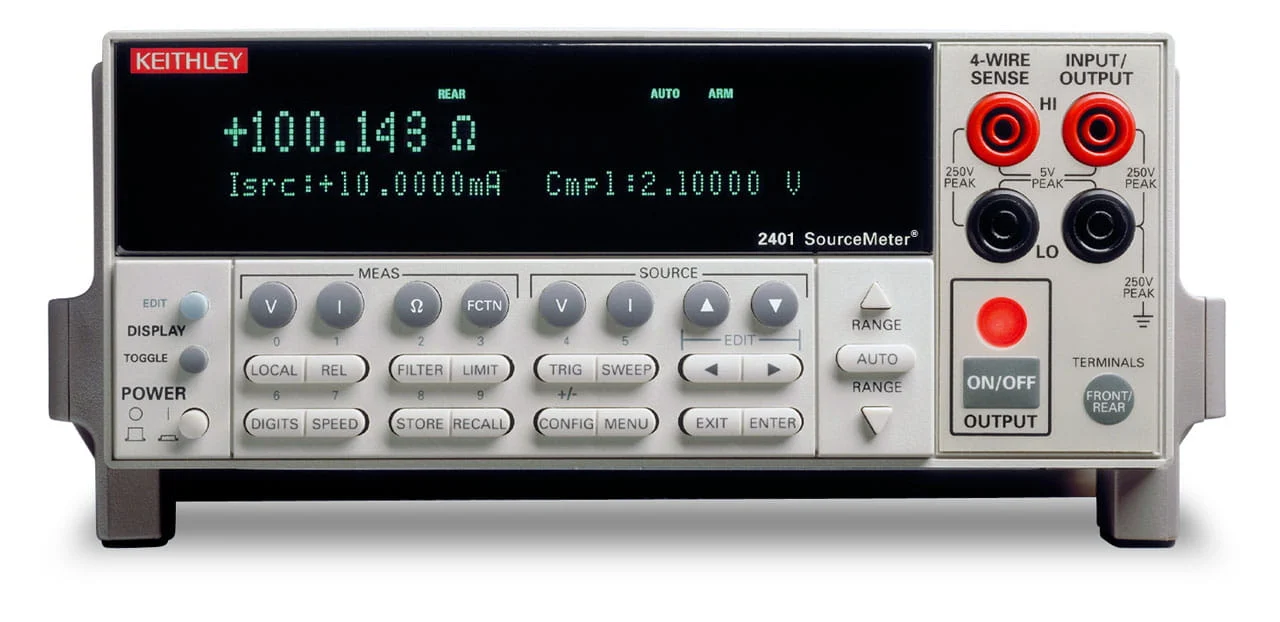 KEITHLEY
REAR AUTO ARM
+100.143 Ω
Isrc:+10.0000mA Cmpl:2.10000 V
2401 SourceMeter®
4-WIRE SENSE
INPUT/OUTPUT
HI
250V PEAK
5V PEAK
250V PEAK
LO
250V PEAK
MEAS
SOURCE
EDIT
V I Ω FCTN V I ▲ ▼
DISPLAY
0 1 2 3 4 5 EDIT
TOGGLE
LOCAL REL FILTER LIMIT TRIG SWEEP ◀ ▶
POWER
6 7 8 9 +/-
DIGITS SPEED STORE RECALL CONFIG MENU EXIT ENTER
RANGE
AUTO
RANGE
ON/OFF
OUTPUT
TERMINALS
FRONT/
REAR